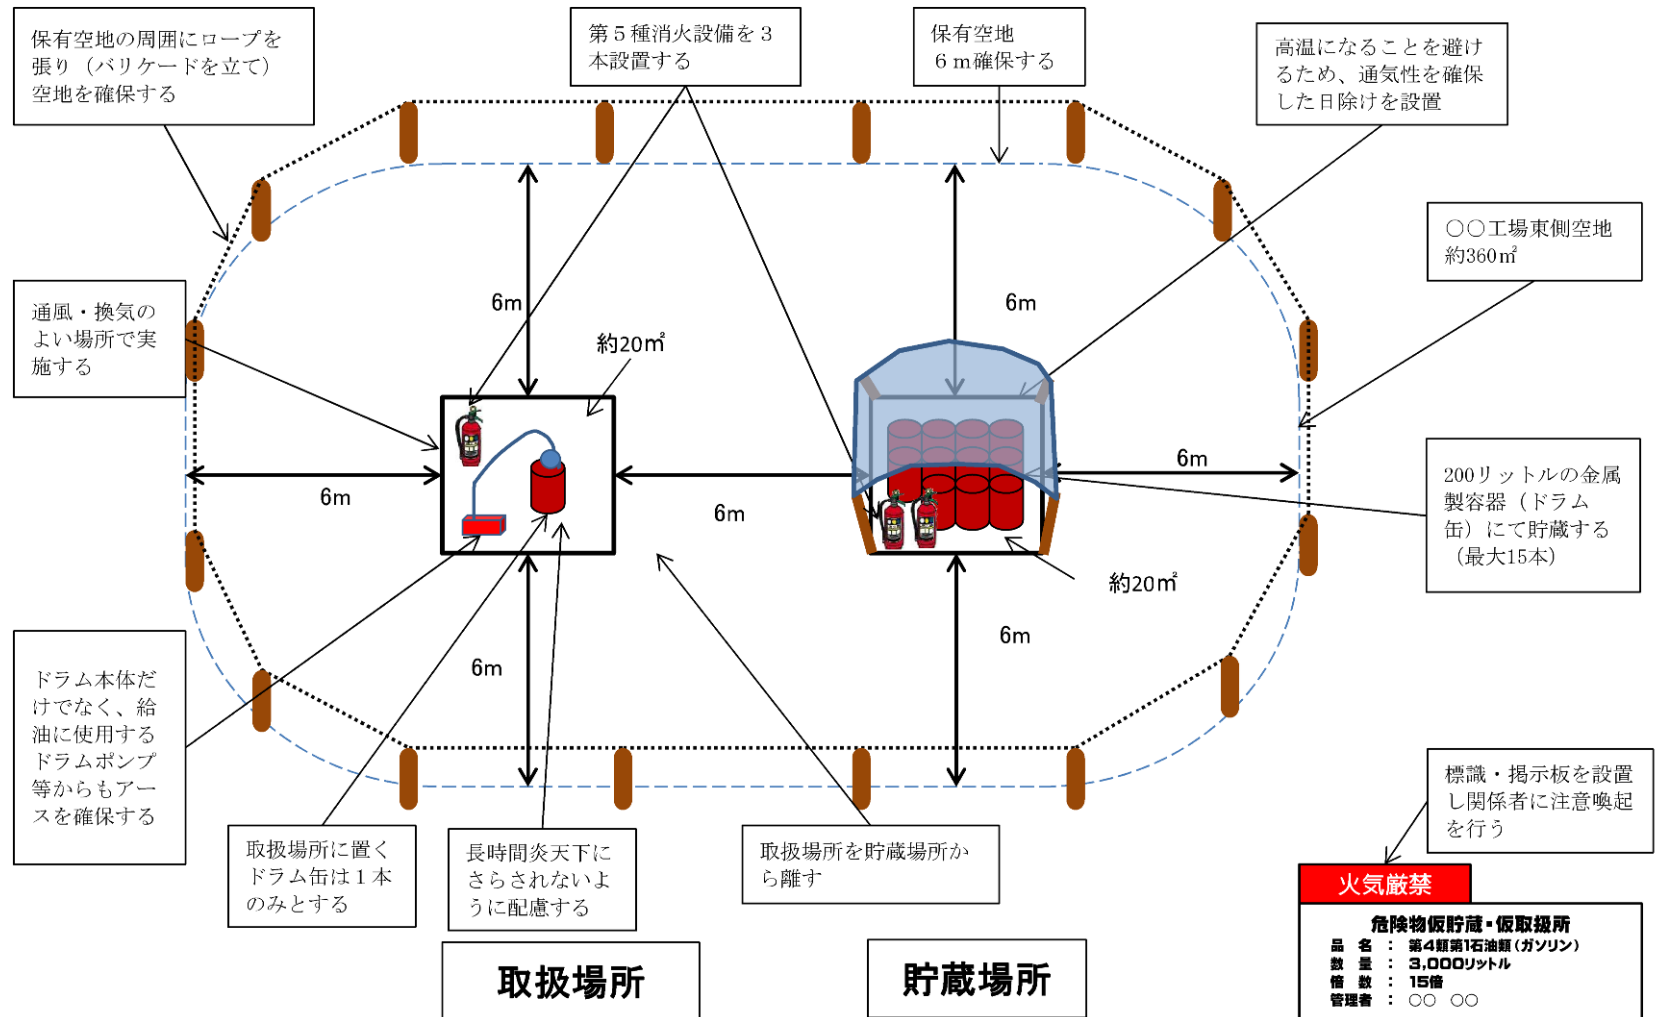 保有空地の周囲にロープを
張り（バリケードを立て）
空地を確保する
第５種消火設備を３
本設置する
保有空地
６ｍ確保する
高温になることを避け
るため、通気性を確保
した日除けを設置
〇〇工場東側空地
約360㎡
通風・換気の
よい場所で実
施する
6m
6m
約20㎡
6m
6m
6m
200リットルの金属
製容器（ドラム
缶）にて貯蔵する
（最大15本）
約20㎡
6m
6m
ドラム本体だ
けでなく、給
油に使用する
ドラムポンプ
等からもアー
スを確保する
取扱場所に置く
ドラム缶は１本
のみとする
長時間炎天下に
さらされないよ
うに配慮する
取扱場所を貯蔵場所か
ら離す
標識・掲示板を設置
し関係者に注意喚起
を行う
取扱場所
貯蔵場所
火気厳禁
危険物仮貯蔵・仮取扱所
品　名　：　第4類第1石油類（ガソリン）
数　量　：　3,000リットル
倍　数　：　15倍
管理者　：　〇〇　〇〇